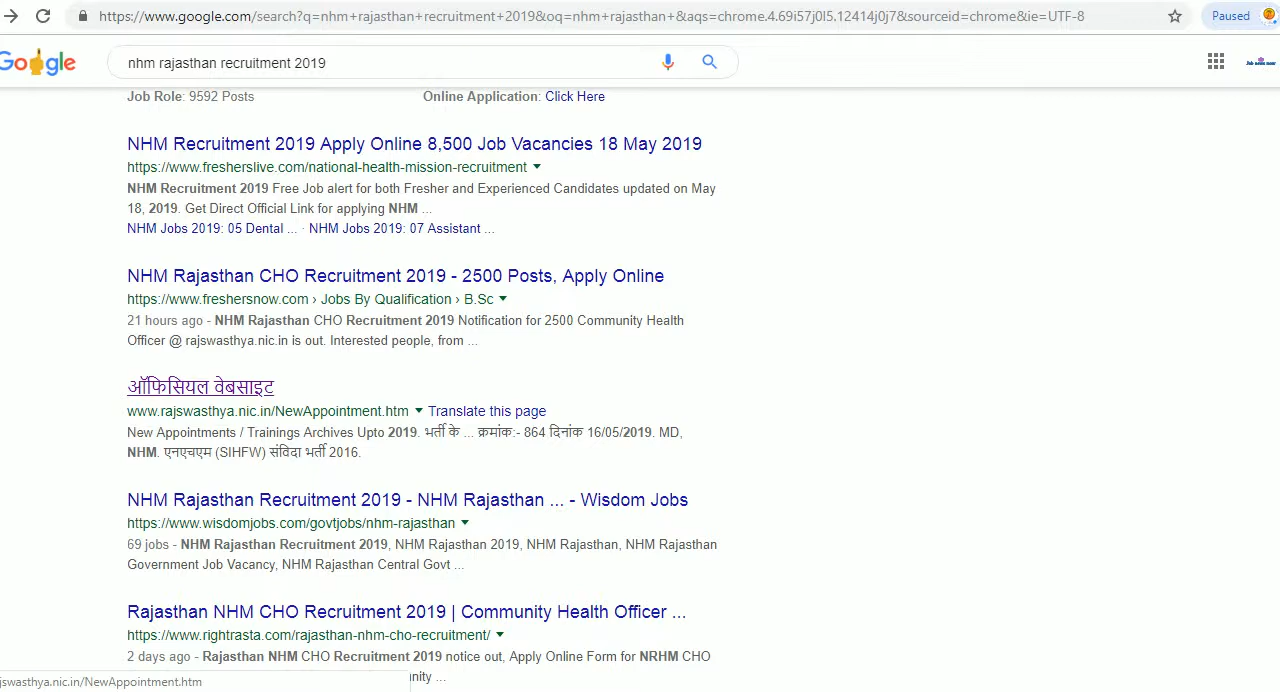 https://www.google.com/search?q=nhm+rajasthan+recruitment+2019&oq=nhm+rajasthan+&aqs=chrome.4.69i57j0l5.12414j0j7&sourceid=chrome&ie=UTF-8 Paused
Google nhm rajasthan recruitment 2019
Job Role: 9592 Posts Online Application: Click Here
NHM Recruitment 2019 Apply Online 8,500 Job Vacancies 18 May 2019
https://www.fresherslive.com/national-health-mission-recruitment
NHM Recruitment 2019 Free Job alert for both Fresher and Experienced Candidates updated on May
18, 2019. Get Direct Official Link for applying NHM ...
NHM Jobs 2019: 05 Dental ... · NHM Jobs 2019: 07 Assistant ...
NHM Rajasthan CHO Recruitment 2019 - 2500 Posts, Apply Online
https://www.freshersnow.com › Jobs By Qualification › B.Sc
21 hours ago - NHM Rajasthan CHO Recruitment 2019 Notification for 2500 Community Health
Officer @ rajswasthya.nic.in is out. Interested people, from ...
ऑफिसियल वेबसाइट
www.rajswasthya.nic.in/NewAppointment.htm Translate this page
New Appointments / Trainings Archives Upto 2019. भर्ती के ... क्रमांक:- 864 दिनांक 16/05/2019. MD,
NHM. एनएचएम (SIHFW) संविदा भर्ती 2016.
NHM Rajasthan Recruitment 2019 - NHM Rajasthan ... - Wisdom Jobs
https://www.wisdomjobs.com/govtjobs/nhm-rajasthan
69 jobs - NHM Rajasthan Recruitment 2019, NHM Rajasthan 2019, NHM Rajasthan, NHM Rajasthan
Government Job Vacancy, NHM Rajasthan Central Govt ...
Rajasthan NHM CHO Recruitment 2019 | Community Health Officer ...
https://www.rightrasta.com/rajasthan-nhm-cho-recruitment/
2 days ago - Rajasthan NHM CHO Recruitment 2019 notice out, Apply Online Form for NRHM CHO
jswasthya.nic.in/NewAppointment.htm nity ...